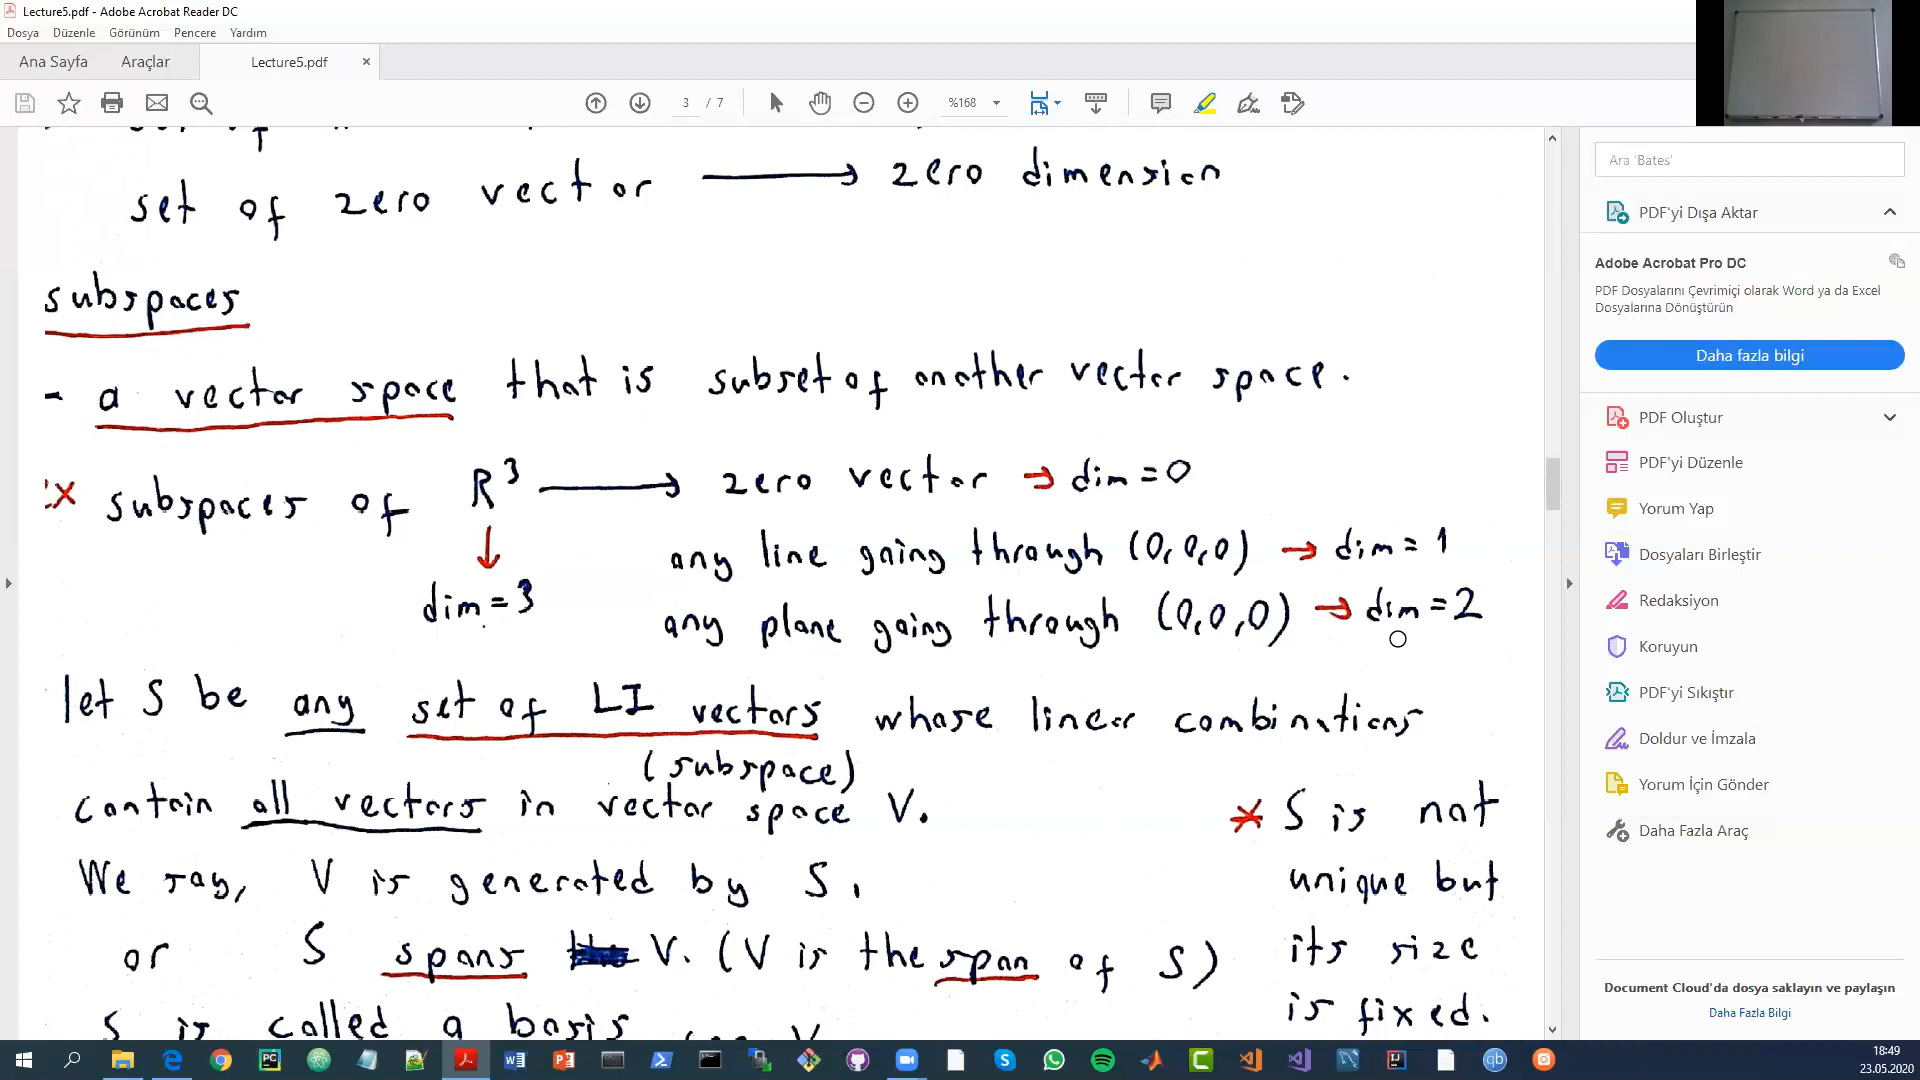 Lecture5.pdf - Adobe Acrobat Reader DC
Dosya Düzenle Görünüm Pencere Yardım
Ana Sayfa Araçlar Lecture5.pdf ×
3 / 7 %168
set of zero vector → zero dimension
subspaces
- a vector space that is subset of another vector space.
subspaces of R³ → zero vector → dim = 0
any line going through (0,0,0) → dim = 1
↓ dim = 3
any plane going through (0,0,0) → dim = 2
let S be any set of LI vectors whose linear combinations
(subspace)
contain all vectors in vector space V.
We say, V is generated by S.
or S spans V. (V is the span of S)
S is called a basis
* S is not
unique but
its size
is fixed.
Ara 'Bates'
PDF'yi Dışa Aktar
Adobe Acrobat Pro DC
PDF Dosyalarını Çevrimiçi olarak Word ya da Excel
Dosyalarına Dönüştürün
Daha fazla bilgi
PDF Oluştur
PDF'yi Düzenle
Yorum Yap
Dosyaları Birleştir
Redaksiyon
Koruyun
PDF'yi Sıkıştır
Doldur ve İmzala
Yorum İçin Gönder
Daha Fazla Araç
Document Cloud'da dosya saklayın ve paylaşın
Daha Fazla Bilgi
18:49
23.05.2020